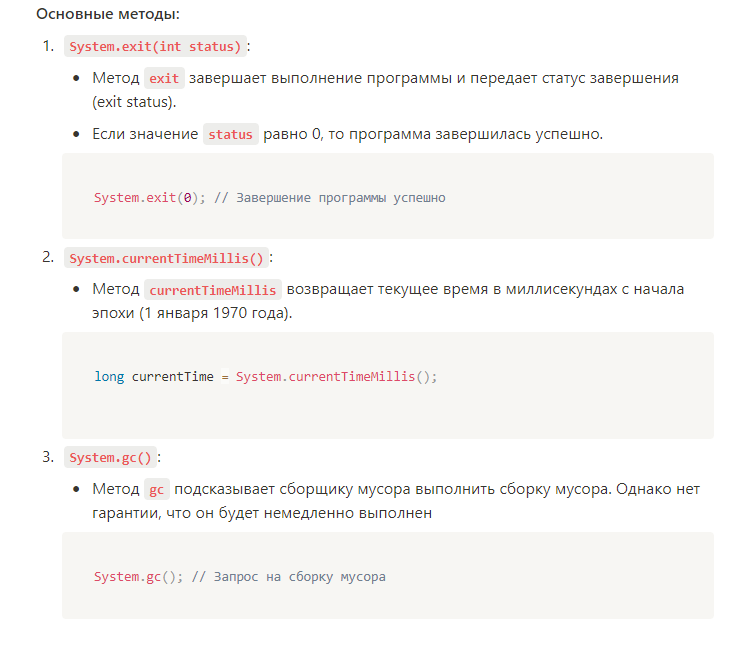 Основные методы:
1. System.exit(int status):
• Метод exit завершает выполнение программы и передает статус завершения
(exit status).
• Если значение status равно 0, то программа завершилась успешно.
System.exit(0); // Завершение программы успешно
2. System.currentTimeMillis():
• Метод currentTimeMillis возвращает текущее время в миллисекундах с начала
эпохи (1 января 1970 года).
long currentTime = System.currentTimeMillis();
3. System.gc():
• Метод gc подсказывает сборщику мусора выполнить сборку мусора. Однако нет
гарантии, что он будет немедленно выполнен
System.gc(); // Запрос на сборку мусора